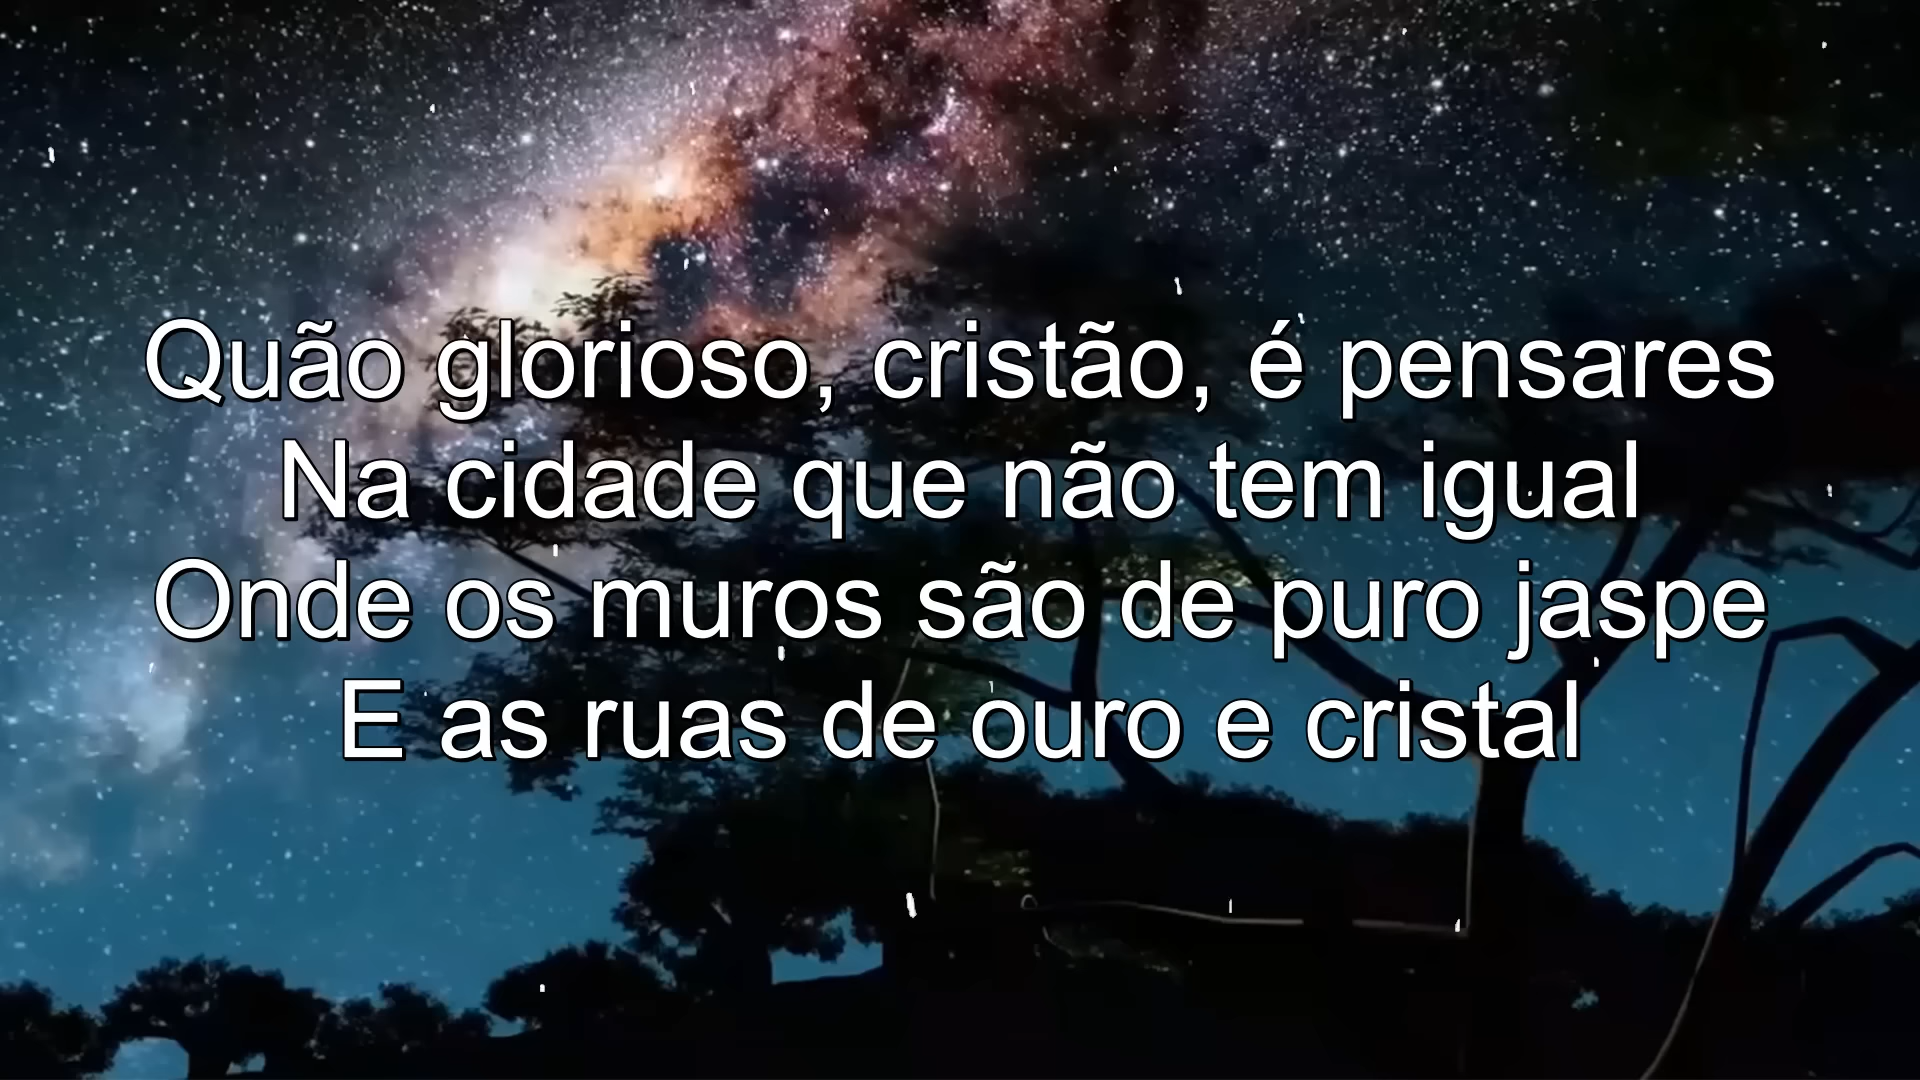 Quão glorioso, cristão, é pensares
Na cidade que não tem igual
Onde os muros são de puro jaspe
E as ruas de ouro e cristal